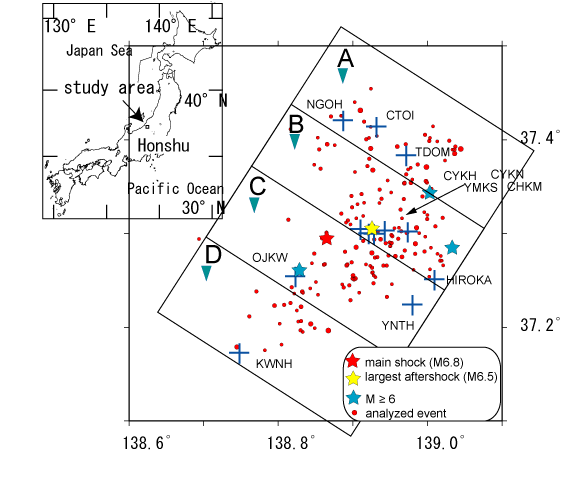 130° E 140° E
Japan Sea
study area
40° N
Honshu
Pacific Ocean
30° N
A
NGOH
CTOI
B
TDOM
37.4°
CYKH CYKN
YMKS CHKM
C
D
OJKW
HIROKA
YNTH
37.2°
KWNH
main shock (M6.8)
largest aftershock (M6.5)
M ≥ 6
analyzed event
138.6° 138.8° 139.0°